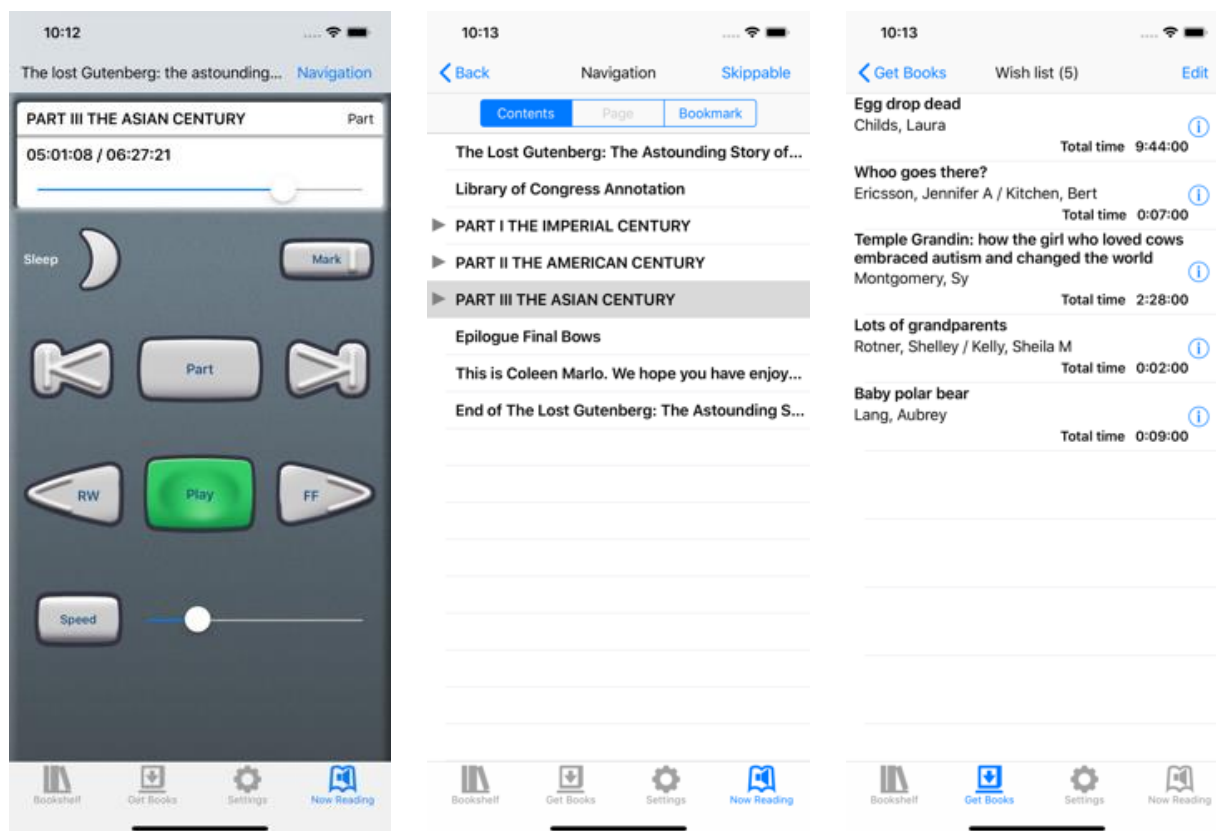 10:12
The lost Gutenberg: the astounding... Navigation
PART III THE ASIAN CENTURY Part
05:01:08 / 06:27:21
Sleep
Mark
Part
RW
Play
FF
Speed
Bookshelf Get Books Settings Now Reading
10:13
Back Navigation Skippable
Contents Page Bookmark
The Lost Gutenberg: The Astounding Story of...
Library of Congress Annotation
PART I THE IMPERIAL CENTURY
PART II THE AMERICAN CENTURY
PART III THE ASIAN CENTURY
Epilogue Final Bows
This is Coleen Marlo. We hope you have enjoy...
End of The Lost Gutenberg: The Astounding S...
Bookshelf Get Books Settings Now Reading
10:13
Get Books Wish list (5) Edit
Egg drop dead
Childs, Laura
Total time 9:44:00
Whoo goes there?
Ericsson, Jennifer A / Kitchen, Bert
Total time 0:07:00
Temple Grandin: how the girl who loved cows
embraced autism and changed the world
Montgomery, Sy
Total time 2:28:00
Lots of grandparents
Rotner, Shelley / Kelly, Sheila M
Total time 0:02:00
Baby polar bear
Lang, Aubrey
Total time 0:09:00
Bookshelf Get Books Settings Now Reading